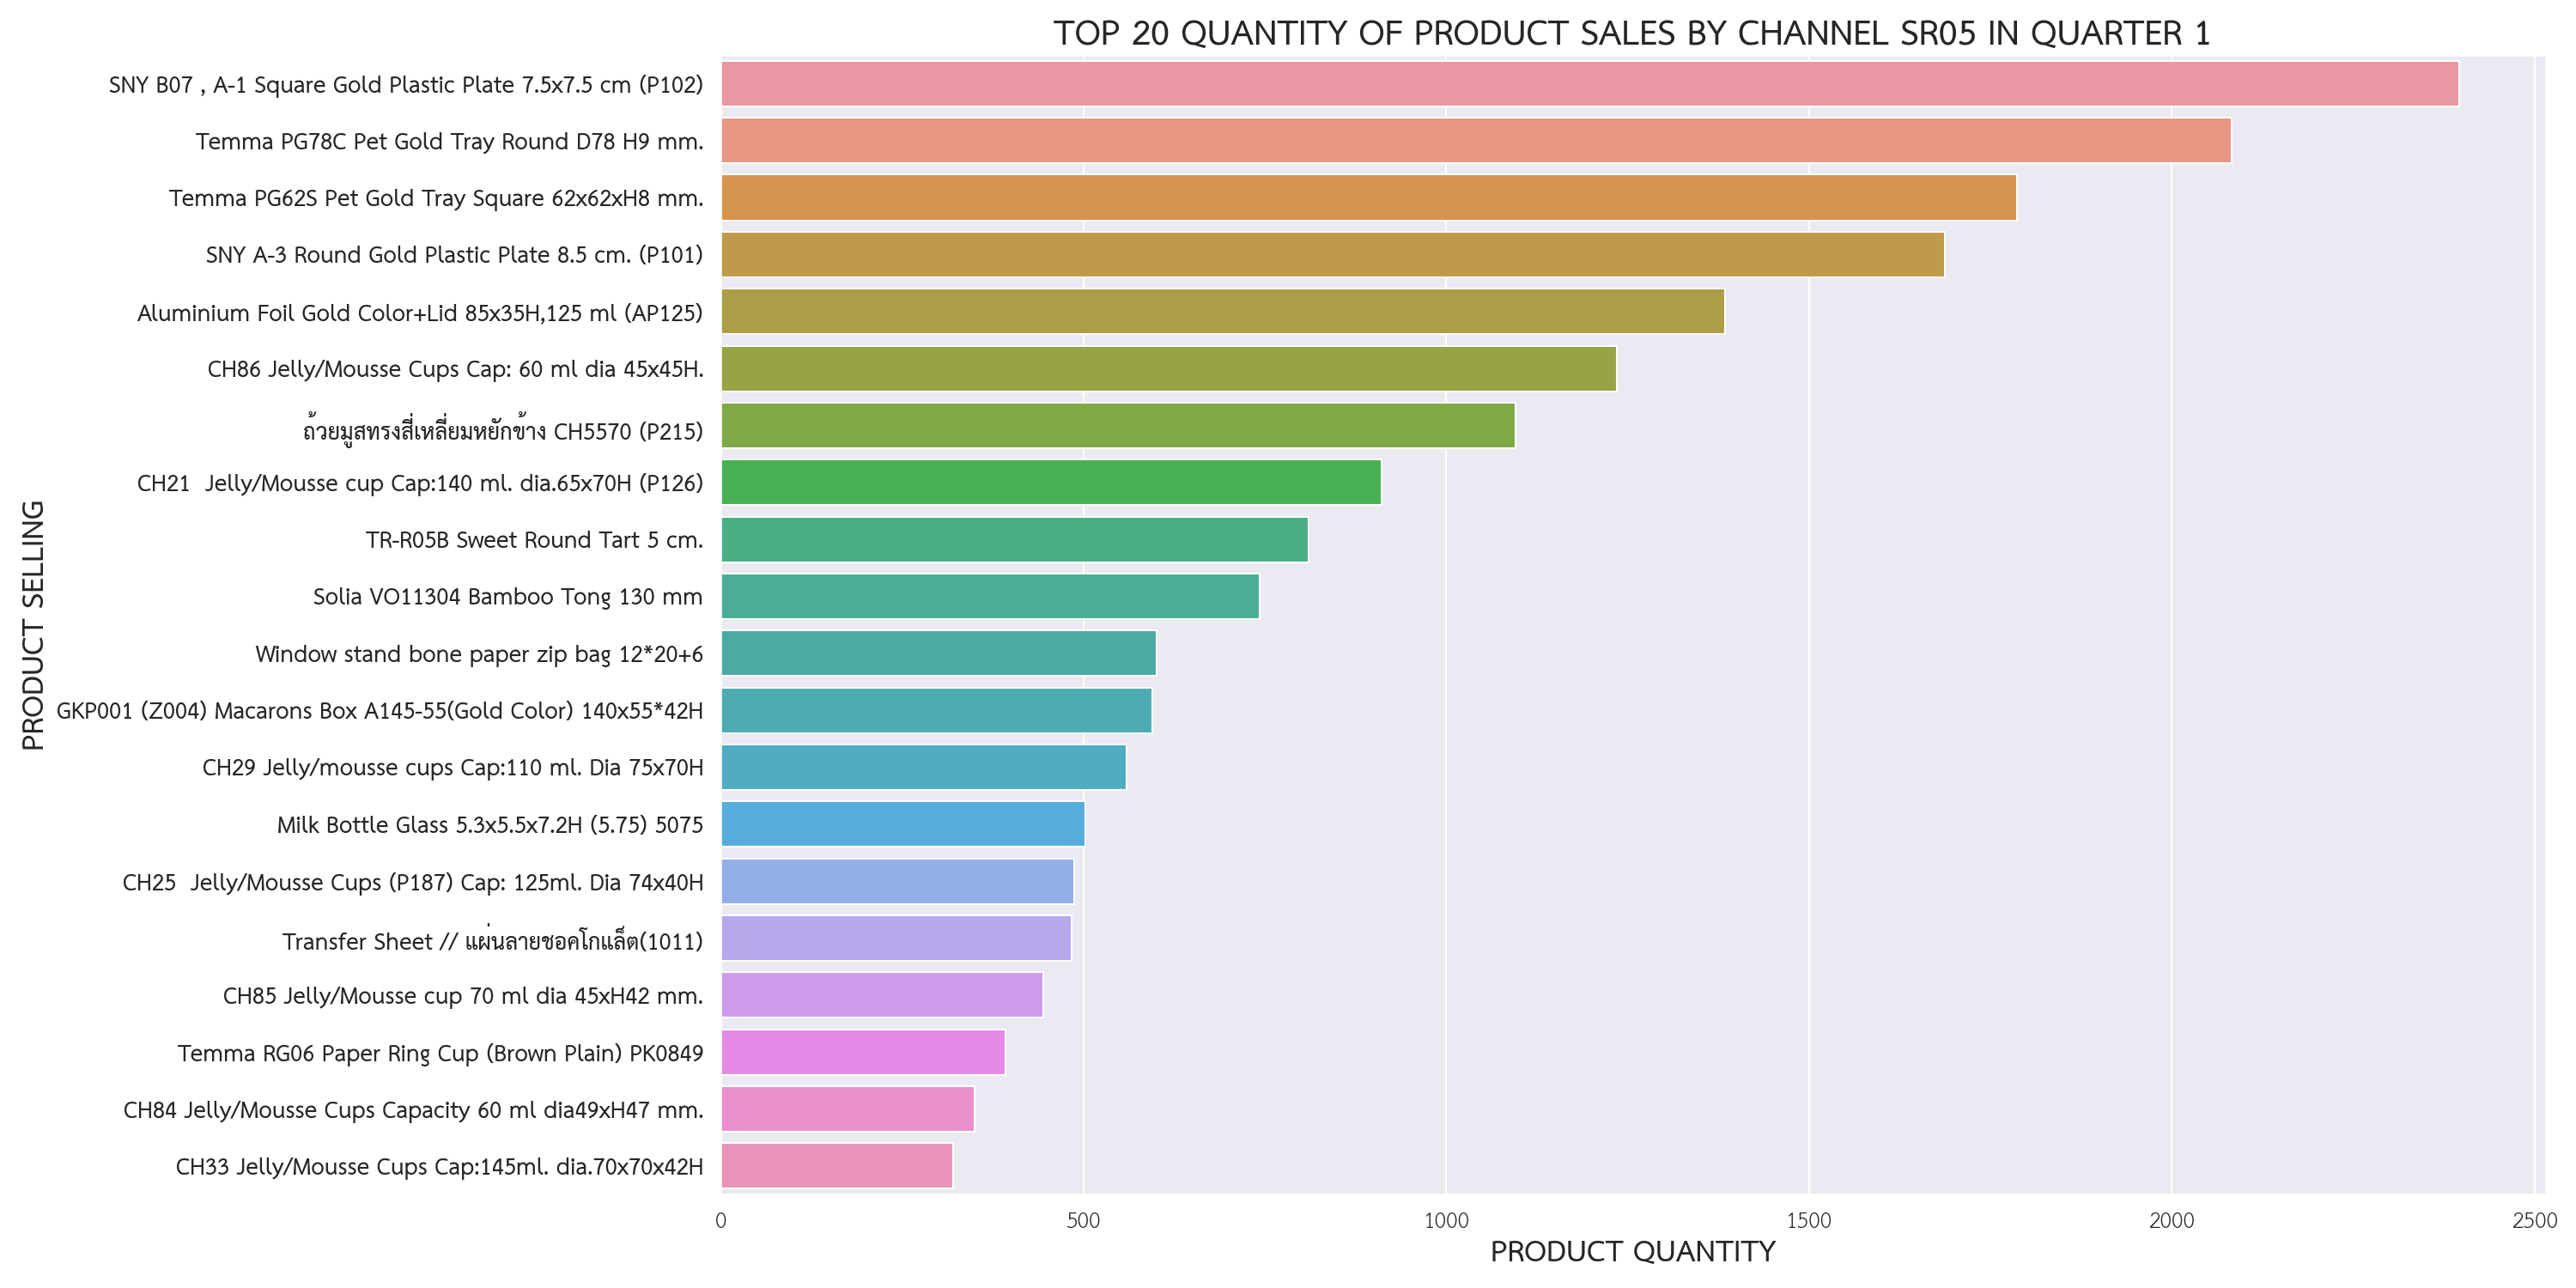 TOP 20 QUANTITY OF PRODUCT SALES BY CHANNEL SR05 IN QUARTER 1
PRODUCT SELLING
SNY B07 , A-1 Square Gold Plastic Plate 7.5x7.5 cm (P102)
Temma PG78C Pet Gold Tray Round D78 H9 mm.
Temma PG62S Pet Gold Tray Square 62x62xH8 mm.
SNY A-3 Round Gold Plastic Plate 8.5 cm. (P101)
Aluminium Foil Gold Color+Lid 85x35H,125 ml (AP125)
CH86 Jelly/Mousse Cups Cap: 60 ml dia 45x45H.
ถ้วยมูสทรงสี่เหลี่ยมหยักข้าง CH5570 (P215)
CH21  Jelly/Mousse cup Cap:140 ml. dia.65x70H (P126)
TR-R05B Sweet Round Tart 5 cm.
Solia VO11304 Bamboo Tong 130 mm
Window stand bone paper zip bag 12*20+6
GKP001 (Z004) Macarons Box A145-55(Gold Color) 140x55*42H
CH29 Jelly/mousse cups Cap:110 ml. Dia 75x70H
Milk Bottle Glass 5.3x5.5x7.2H (5.75) 5075
CH25  Jelly/Mousse Cups (P187) Cap: 125ml. Dia 74x40H
Transfer Sheet // แผ่นลายชอคโกแล็ต(1011)
CH85 Jelly/Mousse cup 70 ml dia 45xH42 mm.
Temma RG06 Paper Ring Cup (Brown Plain) PK0849
CH84 Jelly/Mousse Cups Capacity 60 ml dia49xH47 mm.
CH33 Jelly/Mousse Cups Cap:145ml. dia.70x70x42H
0 500 1000 1500 2000 2500
PRODUCT QUANTITY